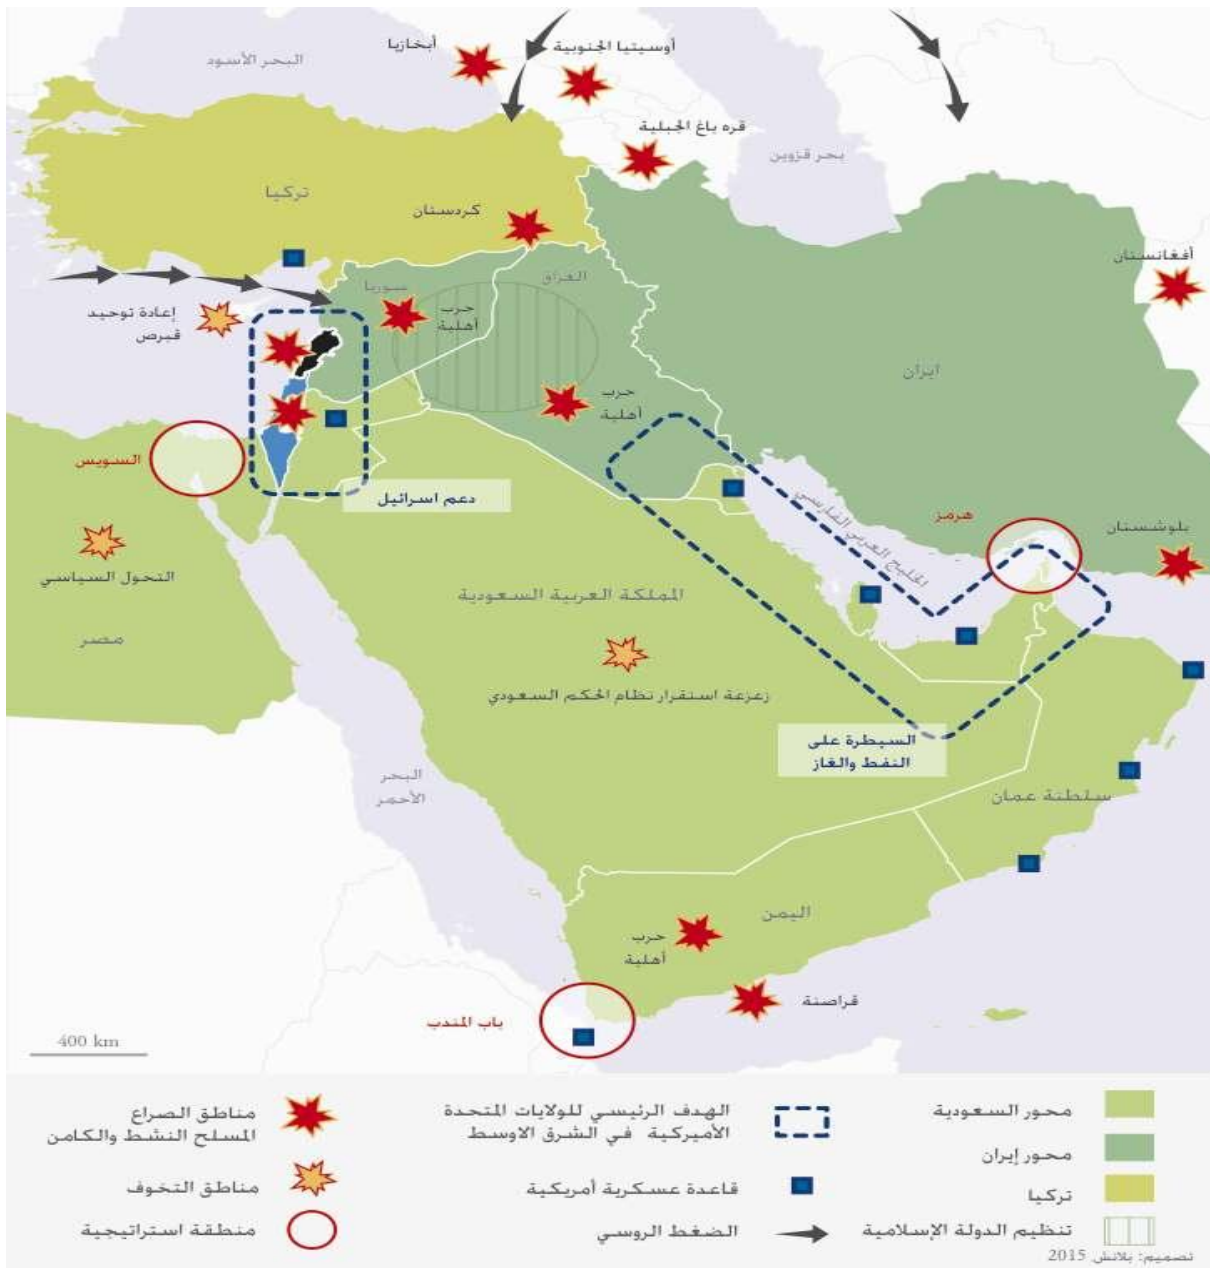 أبخازيا
أوسيتيا الجنوبية
البحر الأسود
قره باغ الجبلية
بحر قزوين
تركيا
كردستان
أفغانستان
العراق
سوريا
حرب
أهلية
إعادة توحيد
قبرص
ايران
حرب
أهلية
السويس
دعم اسرائيل
الخليج العربي الفارسي
هرمز
بلوشستان
التحول السياسي
المملكة العربية السعودية
مصر
زعزعة استقرار نظام الحكم السعودي
السيطرة على
النفط والغاز
البحر
الأحمر
سلطنة عمان
اليمن
حرب
أهلية
قراصنة
باب المندب
400 km
محور السعودية
محور إيران
تركيا
تنظيم الدولة الإسلامية
الهدف الرئيسي للولايات المتحدة
الأميركية في الشرق الاوسط
قاعدة عسكرية أمريكية
الضغط الروسي
مناطق الصراع
المسلح النشط والكامن
مناطق التخوف
منطقة استراتيجية
تصميم: بلانش 2015